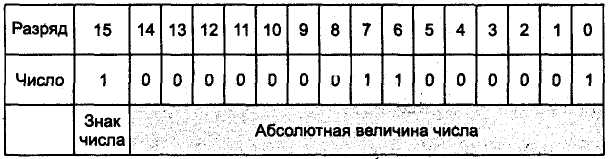 Разряд 15 14 13 12 11 10 9 8 7 6 5 4 3 2 1 0
Число 1 0 0 0 0 0 0 0 1 1 0 0 0 0 0 1
Знак числа Абсолютная величина числа